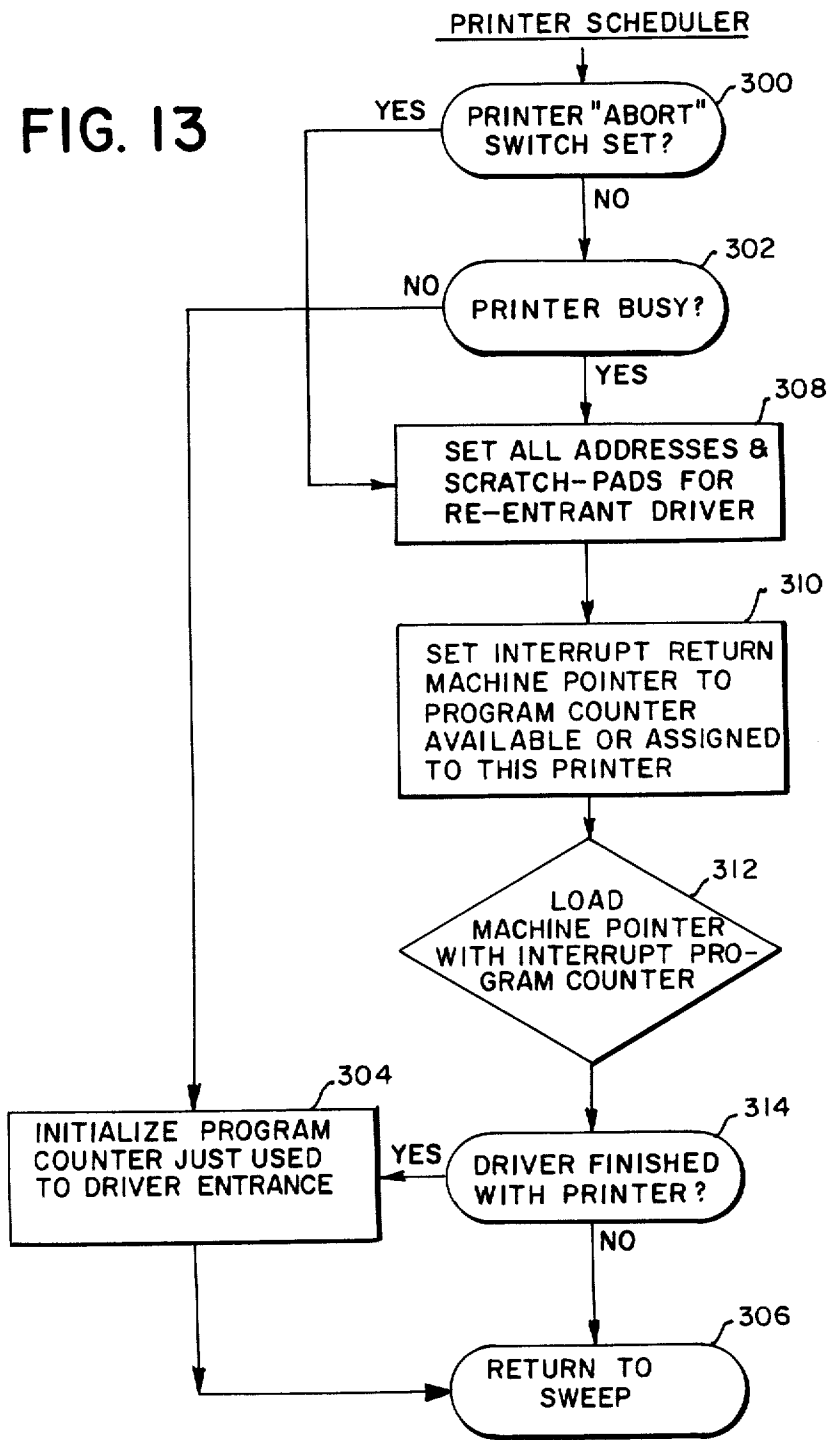 PRINTER SCHEDULER
FIG. 13
300
PRINTER "ABORT"
SWITCH SET?
YES
NO
302
PRINTER BUSY?
NO
YES
308
SET ALL ADDRESSES &
SCRATCH-PADS FOR
RE-ENTRANT DRIVER
310
SET INTERRUPT RETURN
MACHINE POINTER TO
PROGRAM COUNTER
AVAILABLE OR ASSIGNED
TO THIS PRINTER
312
LOAD
MACHINE POINTER
WITH INTERRUPT PRO-
GRAM COUNTER
304
INITIALIZE PROGRAM
COUNTER JUST USED
TO DRIVER ENTRANCE
314
YES
DRIVER FINISHED
WITH PRINTER?
NO
306
RETURN TO
SWEEP